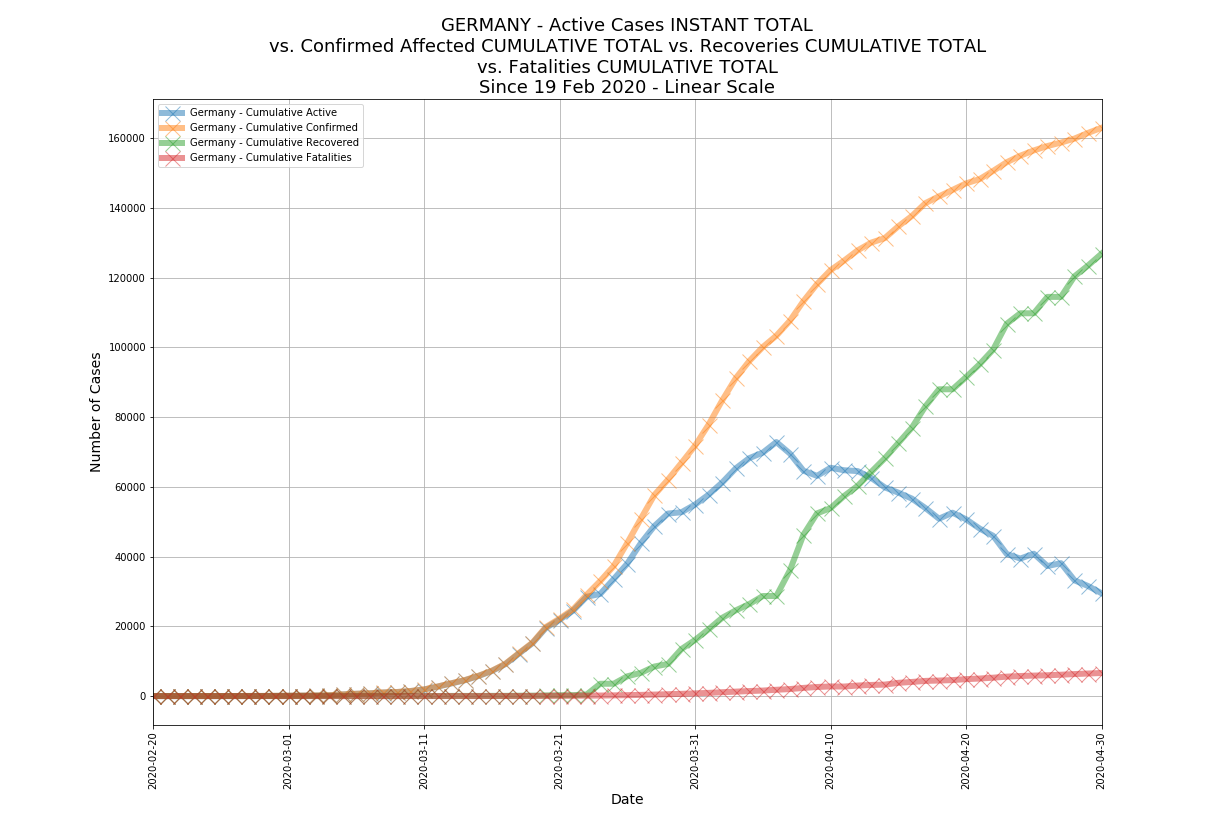 GERMANY - Active Cases INSTANT TOTAL
vs. Confirmed Affected CUMULATIVE TOTAL vs. Recoveries CUMULATIVE TOTAL
vs. Fatalities CUMULATIVE TOTAL
Since 19 Feb 2020 - Linear Scale
Germany - Cumulative Active
Germany - Cumulative Confirmed
Germany - Cumulative Recovered
Germany - Cumulative Fatalities
Number of Cases
160000
140000
120000
100000
80000
60000
40000
20000
0
2020-02-20
2020-03-01
2020-03-11
2020-03-21
2020-03-31
2020-04-10
2020-04-20
2020-04-30
Date